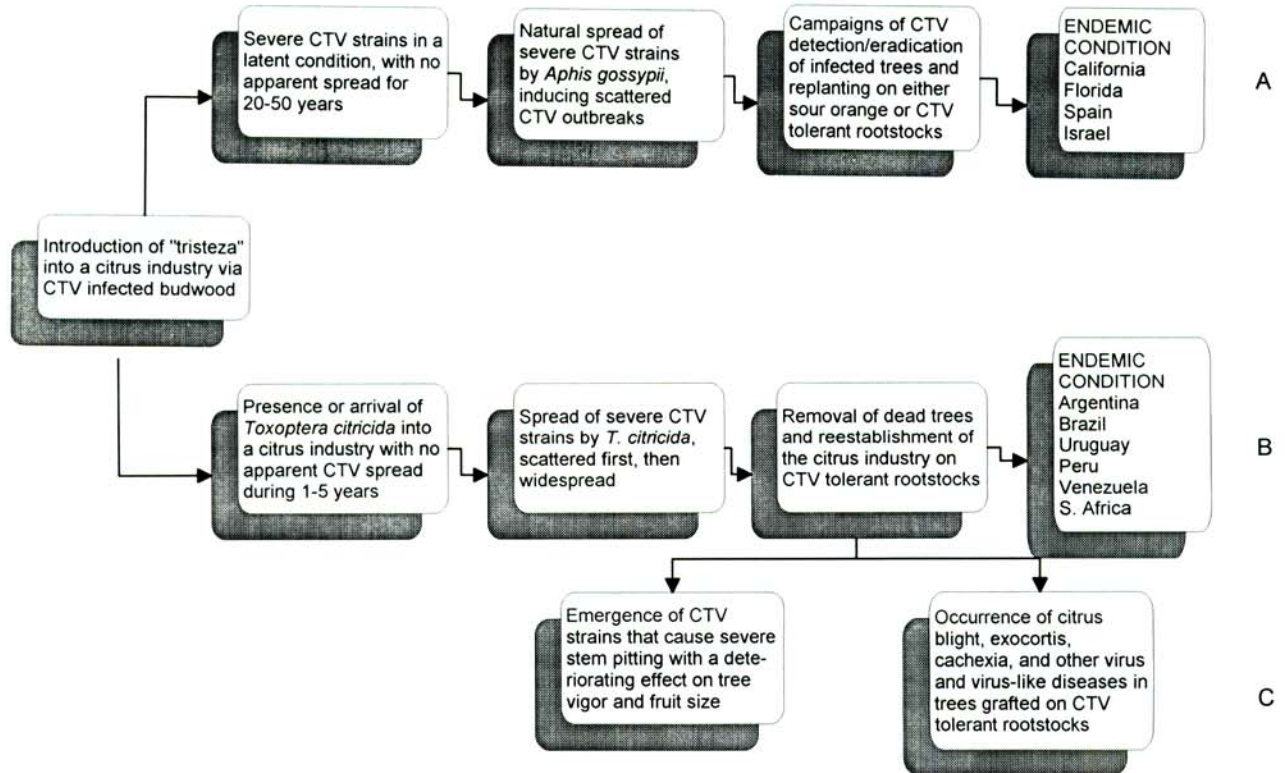 Severe CTV strains in a
latent condition, with no
apparent spread for
20-50 years
Natural spread of
severe CTV strains
by Aphis gossypii,
inducing scattered
CTV outbreaks
Campaigns of CTV
detection/eradication
of infected trees and
replanting on either
sour orange or CTV
tolerant rootstocks
ENDEMIC
CONDITION
California
Florida
Spain
Israel
A
Introduction of "tristeza"
into a citrus industry via
CTV infected budwood
Presence or arrival of
Toxoptera citricida into
a citrus industry with no
apparent CTV spread
during 1-5 years
Spread of severe CTV
strains by T. citricida,
scattered first, then
widespread
Removal of dead trees
and reestablishment of
the citrus industry on
CTV tolerant rootstocks
ENDEMIC
CONDITION
Argentina
Brazil
Uruguay
Peru
Venezuela
S. Africa
B
Emergence of CTV
strains that cause severe
stem pitting with a dete-
riorating effect on tree
vigor and fruit size
Occurrence of citrus
blight, exocortis,
cachexia, and other virus
and virus-like diseases in
trees grafted on CTV
tolerant rootstocks
C